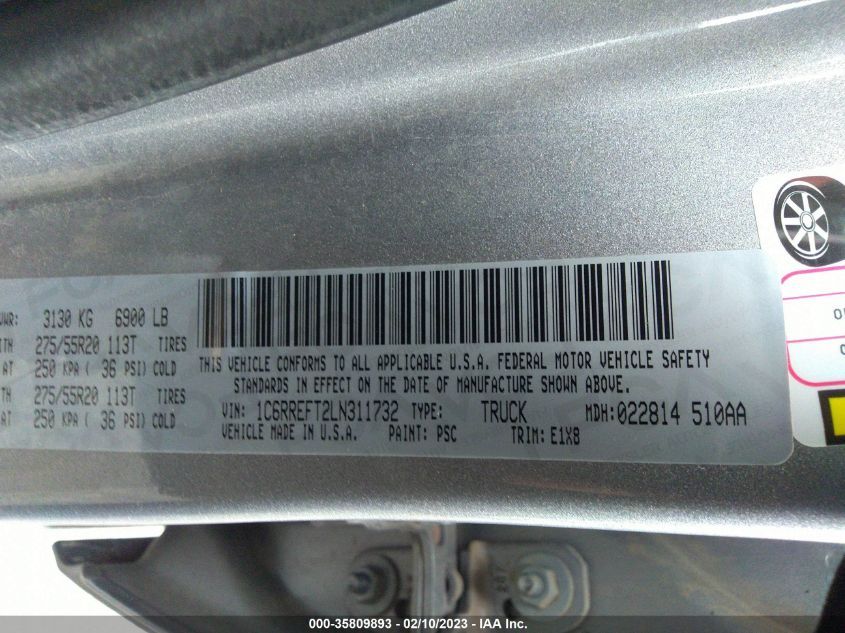 3130 KG 6900 LB
275/55R20 113T TIRES
AT 250 KPA ( 36 PSI) COLD
275/55R20 113T TIRES
AT 250 KPA ( 36 PSI) COLD
THIS VEHICLE CONFORMS TO ALL APPLICABLE U.S.A. FEDERAL MOTOR VEHICLE SAFETY
STANDARDS IN EFFECT ON THE DATE OF MANUFACTURE SHOWN ABOVE.
VIN: 1C6RREFT2LN311732 TYPE: TRUCK MDH:022814 510AA
VEHICLE MADE IN U.S.A. PAINT: PSC TRIM: E1X8
000-35809893 - 02/10/2023 - IAA Inc.